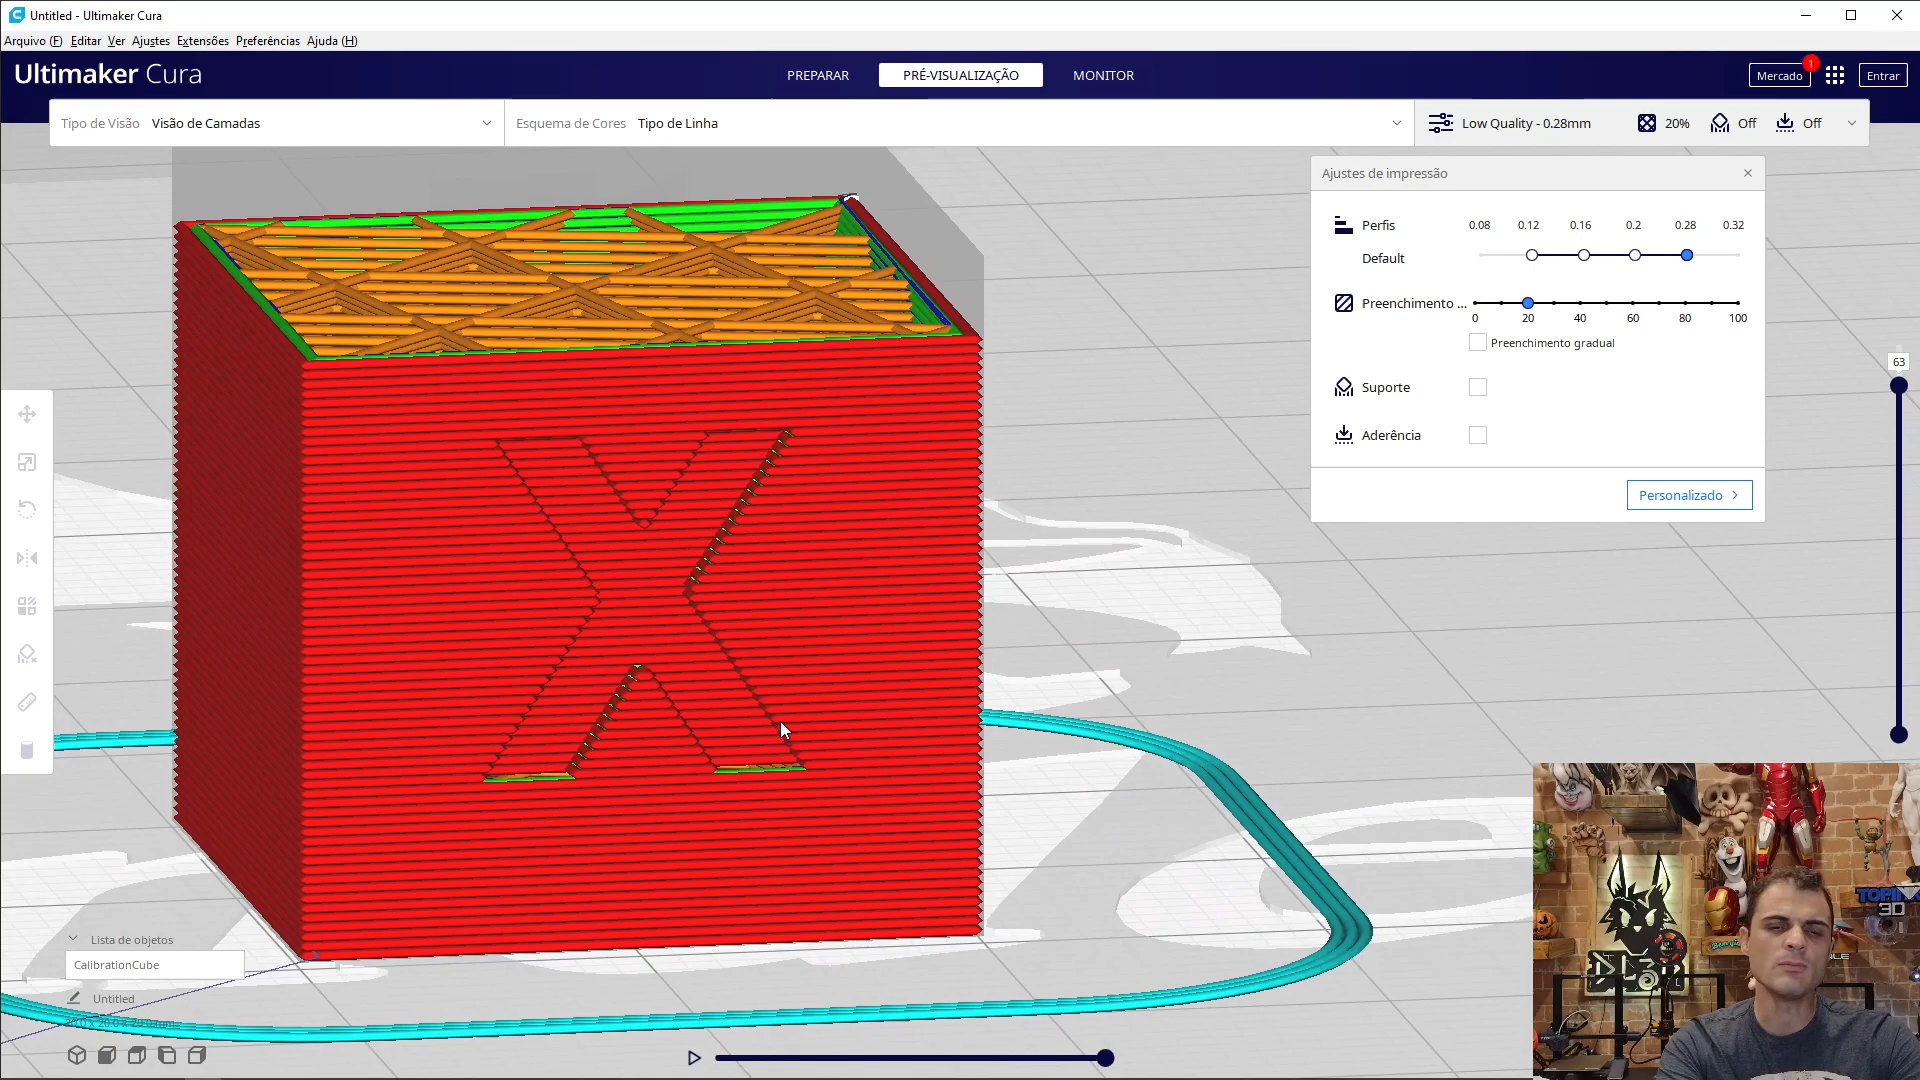 Untitled - Ultimaker Cura
Arquivo (F) Editar Ver Ajustes Extensões Preferências Ajuda (H)
Ultimaker Cura
PREPARAR
PRÉ-VISUALIZAÇÃO
MONITOR
Mercado
1
Entrar
Tipo de Visão Visão de Camadas
Esquema de Cores Tipo de Linha
Low Quality - 0.28mm
20%
Off
Off
Ajustes de impressão
Perfis
0.08 0.12 0.16 0.2 0.28 0.32
Default
Preenchimento ...
0 20 40 60 80 100
Preenchimento gradual
Suporte
Aderência
Personalizado
63
X
Lista de objetos
CalibrationCube
Untitled
DL3D
3D